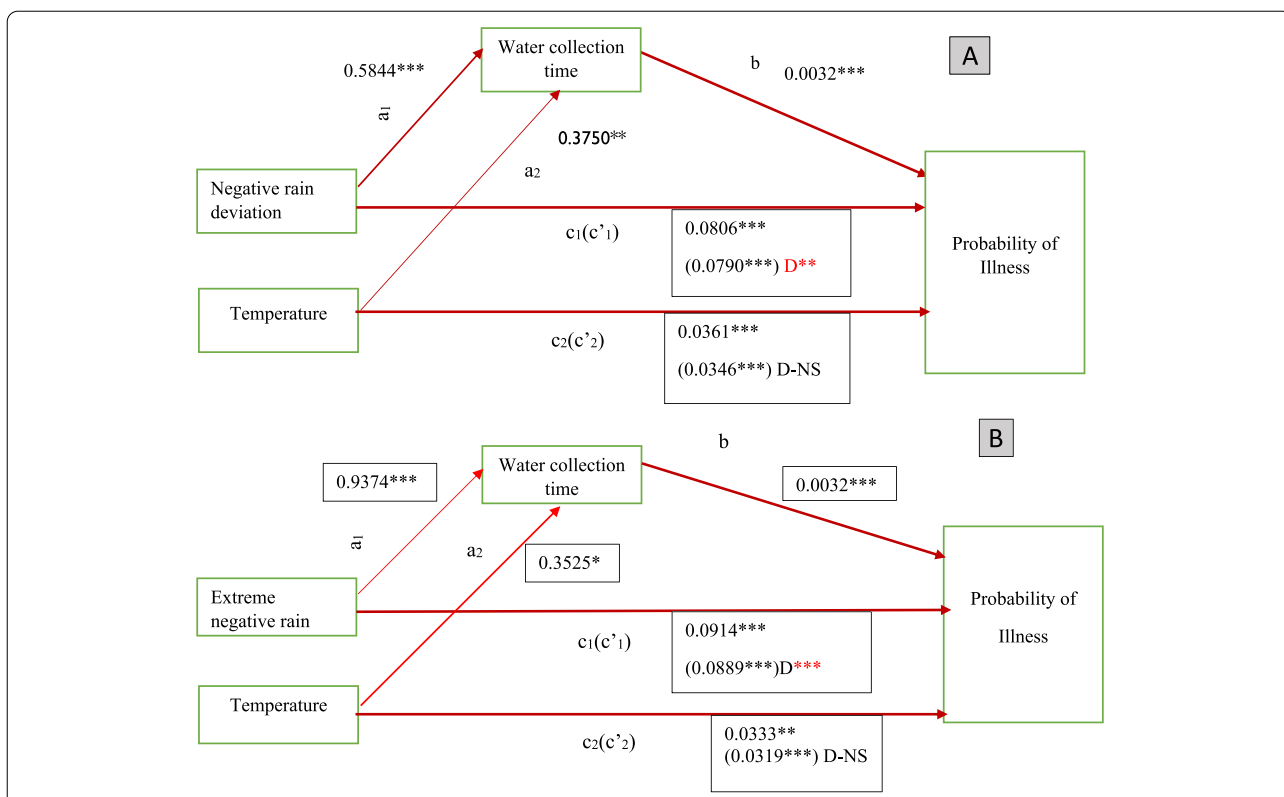 Water collection
time
A
b
0.5844***
0.0032***
a1
0.3750**
a2
Negative rain
deviation
c1(c’1)
0.0806***
(0.0790***) D**
Probability of
Illness
Temperature
c2(c’2)
0.0361***
(0.0346***) D-NS
B
b
Water collection
time
0.9374***
0.0032***
a1
a2
0.3525*
Extreme
negative rain
c1(c’1)
0.0914***
(0.0889***)D***
Probability of
Illness
Temperature
c2(c’2)
0.0333**
(0.0319***) D-NS